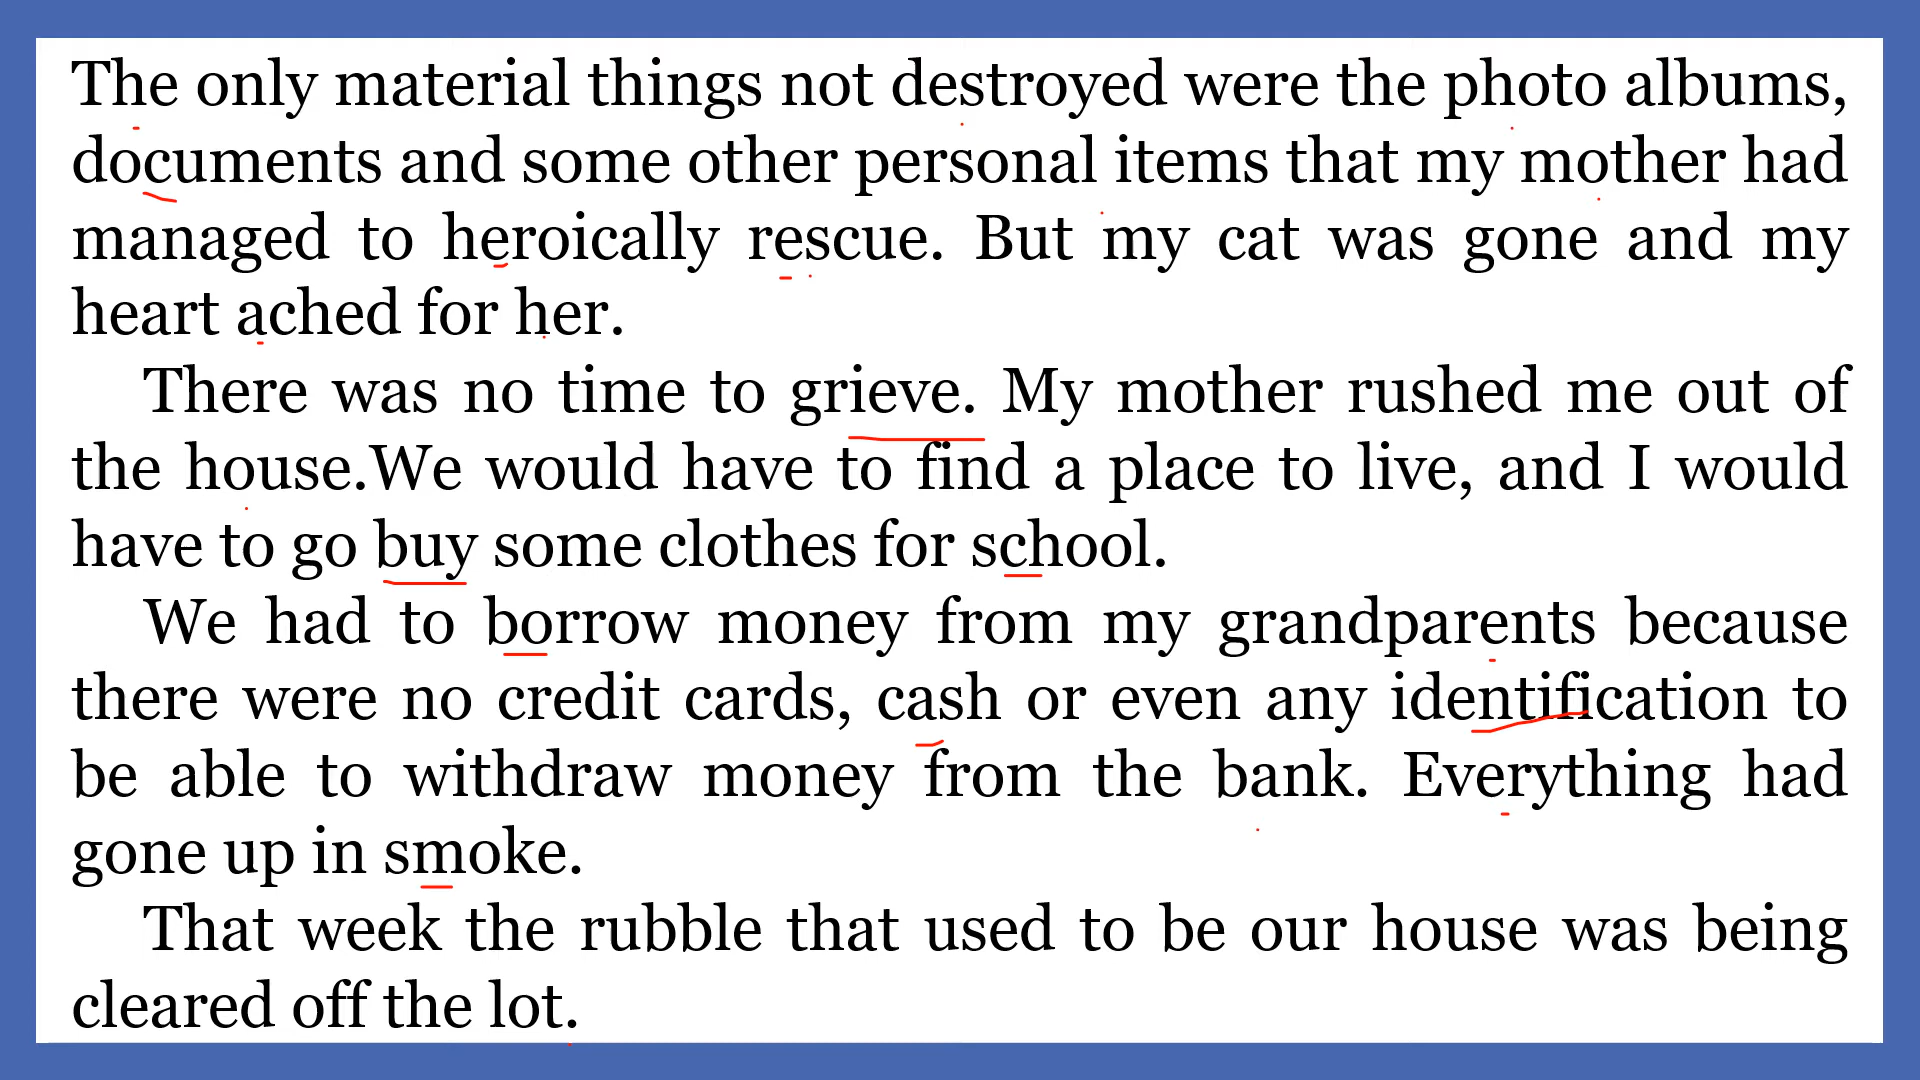 The only material things not destroyed were the photo albums,
documents and some other personal items that my mother had
managed to heroically rescue. But my cat was gone and my
heart ached for her.
There was no time to grieve. My mother rushed me out of
the house.We would have to find a place to live, and I would
have to go buy some clothes for school.
We had to borrow money from my grandparents because
there were no credit cards, cash or even any identification to
be able to withdraw money from the bank. Everything had
gone up in smoke.
That week the rubble that used to be our house was being
cleared off the lot.